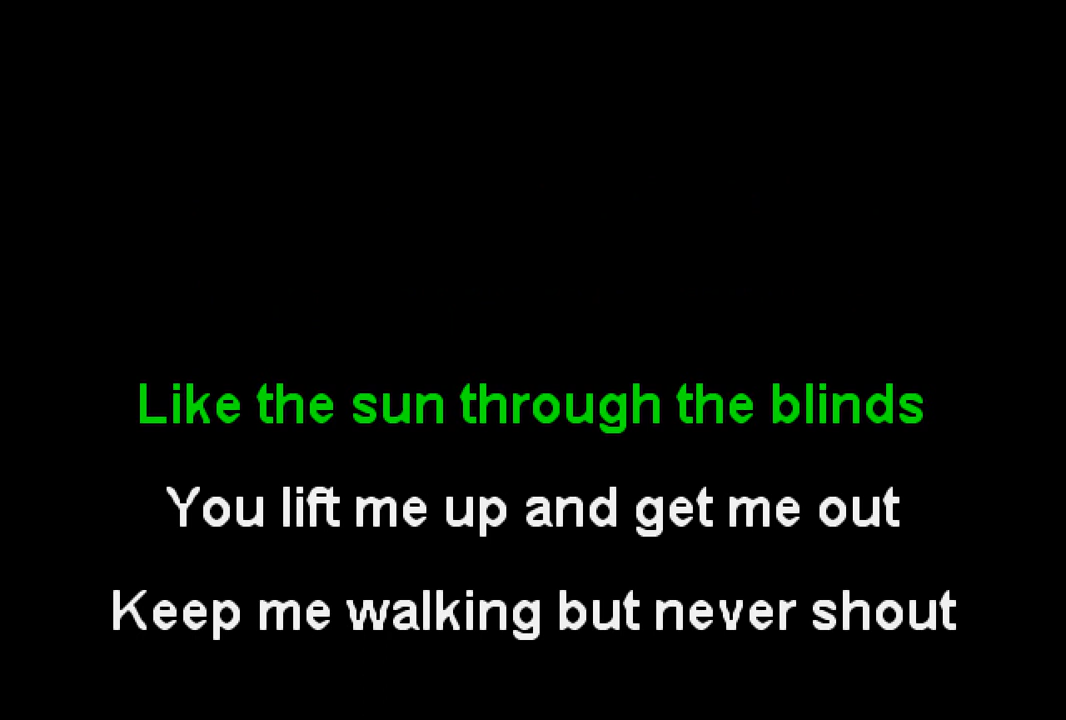 Like the sun through the blinds
You lift me up and get me out
Keep me walking but never shout